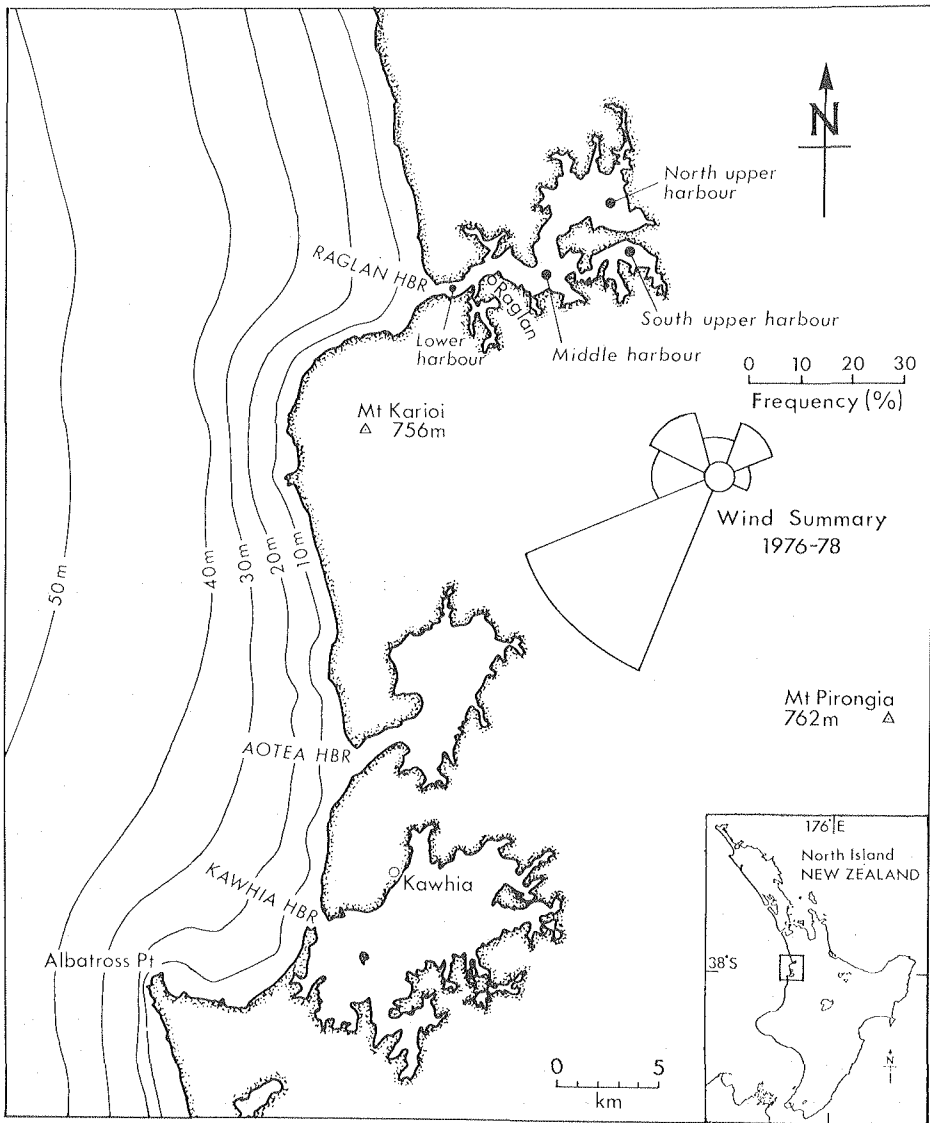 N
North upper
harbour
RAGLAN HBR
Raglan
Lower
harbour
Middle harbour
South upper harbour
0 10 20 30
Frequency (%)
Mt Karioi
756m
Wind Summary
1976-78
50m
40m
30m
20m
10m
Mt Pirongia
762m
AOTEA HBR
KAWHIA HBR
Kawhia
Albatross Pt
0 5
km
176°E
North Island
NEW ZEALAND
38°S
N